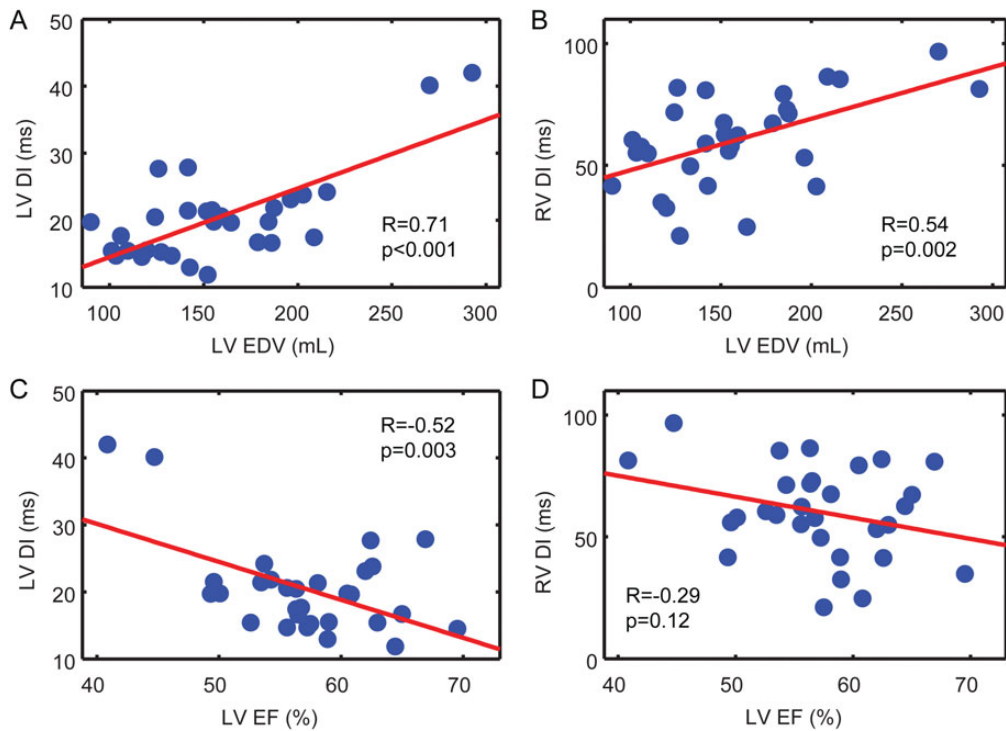 A
50
40
30
20
10
LV DI (ms)
R=0.71
p<0.001
100 150 200 250 300
LV EDV (mL)
B
100
50
0
RV DI (ms)
R=0.54
p=0.002
100 150 200 250 300
LV EDV (mL)
C
50
40
30
20
10
LV DI (ms)
R=-0.52
p=0.003
40 50 60 70
LV EF (%)
D
100
50
0
RV DI (ms)
R=-0.29
p=0.12
40 50 60 70
LV EF (%)